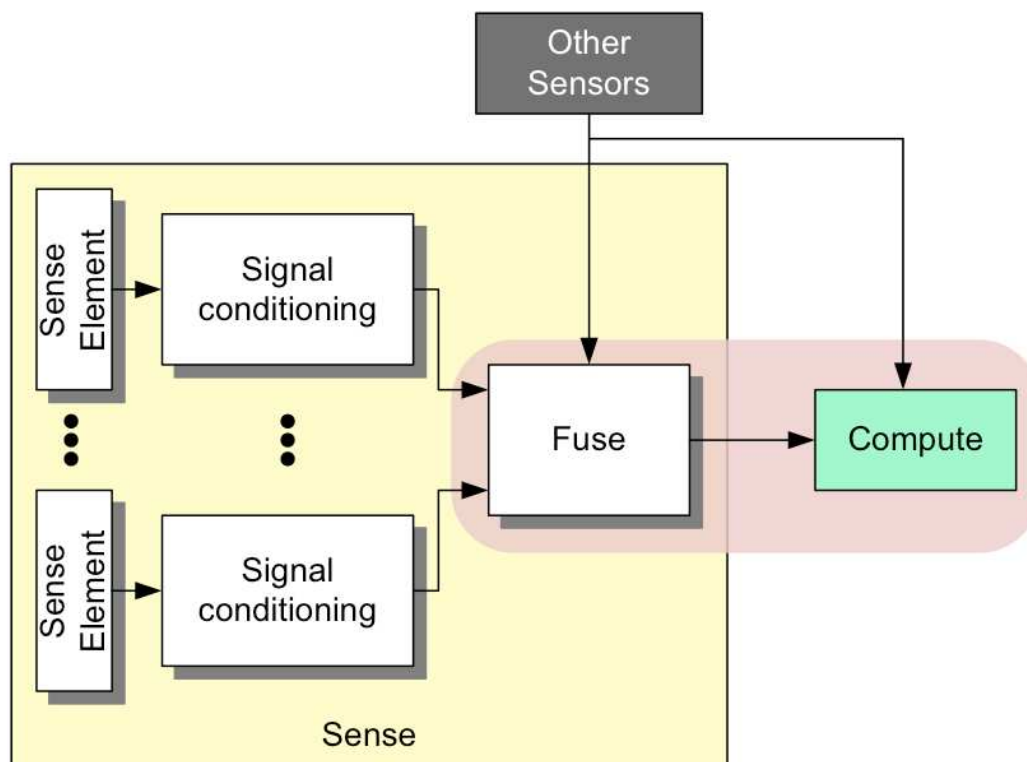 Other
Sensors
Sense
Element
Signal
conditioning
Fuse
Compute
Sense
Element
Signal
conditioning
Sense